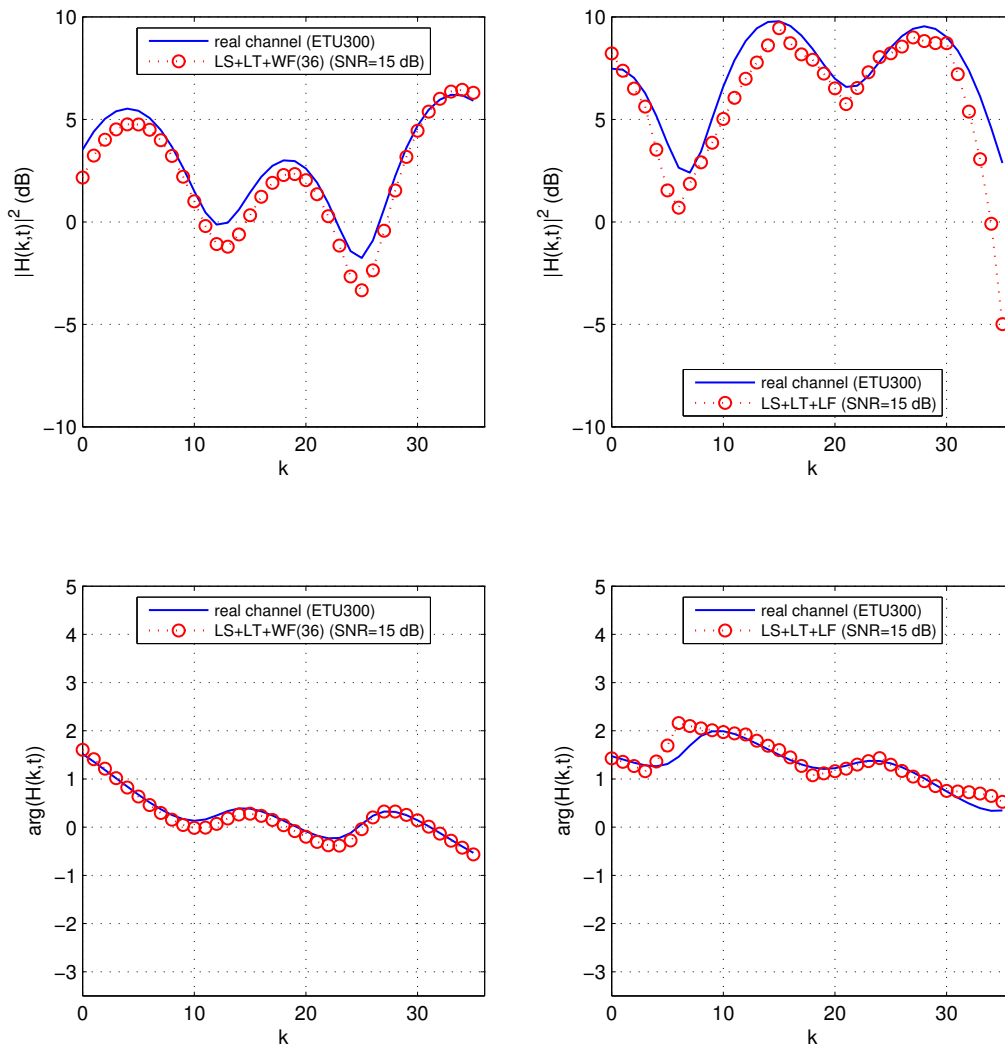 10
5
0
−5
−10
|H(k,t)|² (dB)
real channel (ETU300)
LS+LT+WF(36) (SNR=15 dB)
0 10 20 30
k
10
5
0
−5
−10
|H(k,t)|² (dB)
real channel (ETU300)
LS+LT+LF (SNR=15 dB)
0 10 20 30
k
5
4
3
2
1
0
−1
−2
−3
arg(H(k,t))
real channel (ETU300)
LS+LT+WF(36) (SNR=15 dB)
0 10 20 30
k
5
4
3
2
1
0
−1
−2
−3
arg(H(k,t))
real channel (ETU300)
LS+LT+LF (SNR=15 dB)
0 10 20 30
k